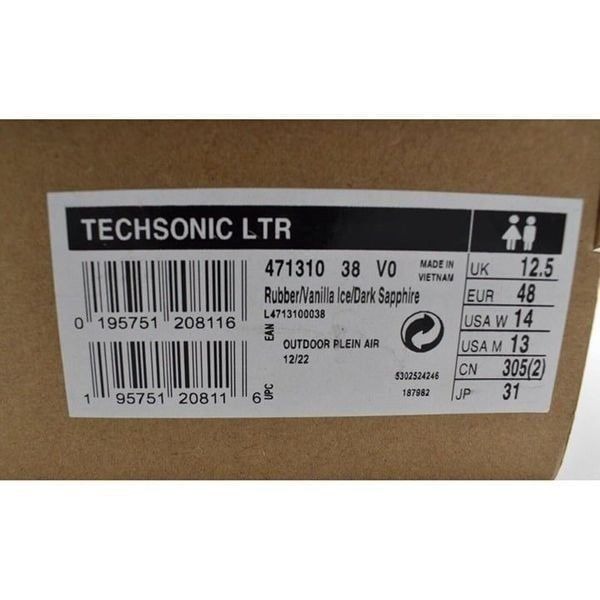 TECHSONIC LTR
471310 38 V0 MADE IN VIETNAM
Rubber/Vanilla Ice/Dark Sapphire
L4713100038
0 195751 208116
EAN
OUTDOOR PLEIN AIR
12/22
5302524246
187982
1 95751 20811 6
UPC
UK 12.5
EUR 48
USA W 14
USA M 13
CN 305(2)
JP 31